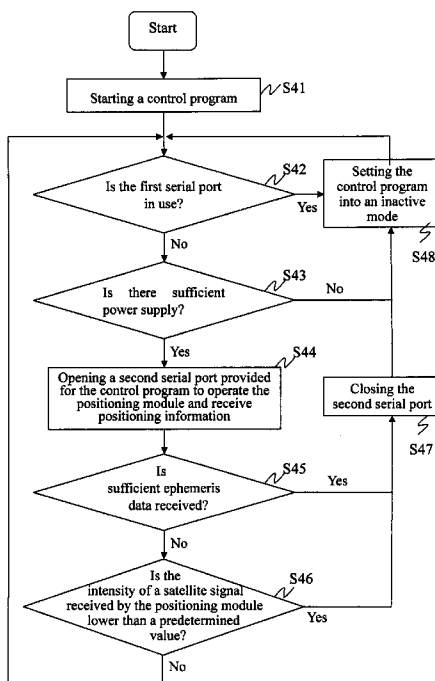 Start
Starting a control program
S41
Is the first serial port
in use?
S42
Yes
Setting the
control program
into an inactive
mode
S48
No
Is there sufficient
power supply?
S43
No
Yes
S44
Opening a second serial port provided
for the control program to operate the
positioning module and receive
positioning information
Closing the
second serial port
S47
Is
sufficient ephemeris
data received?
S45
Yes
No
Is the
intensity of a satellite signal
received by the positioning module
lower than a predetermined
value?
S46
Yes
No